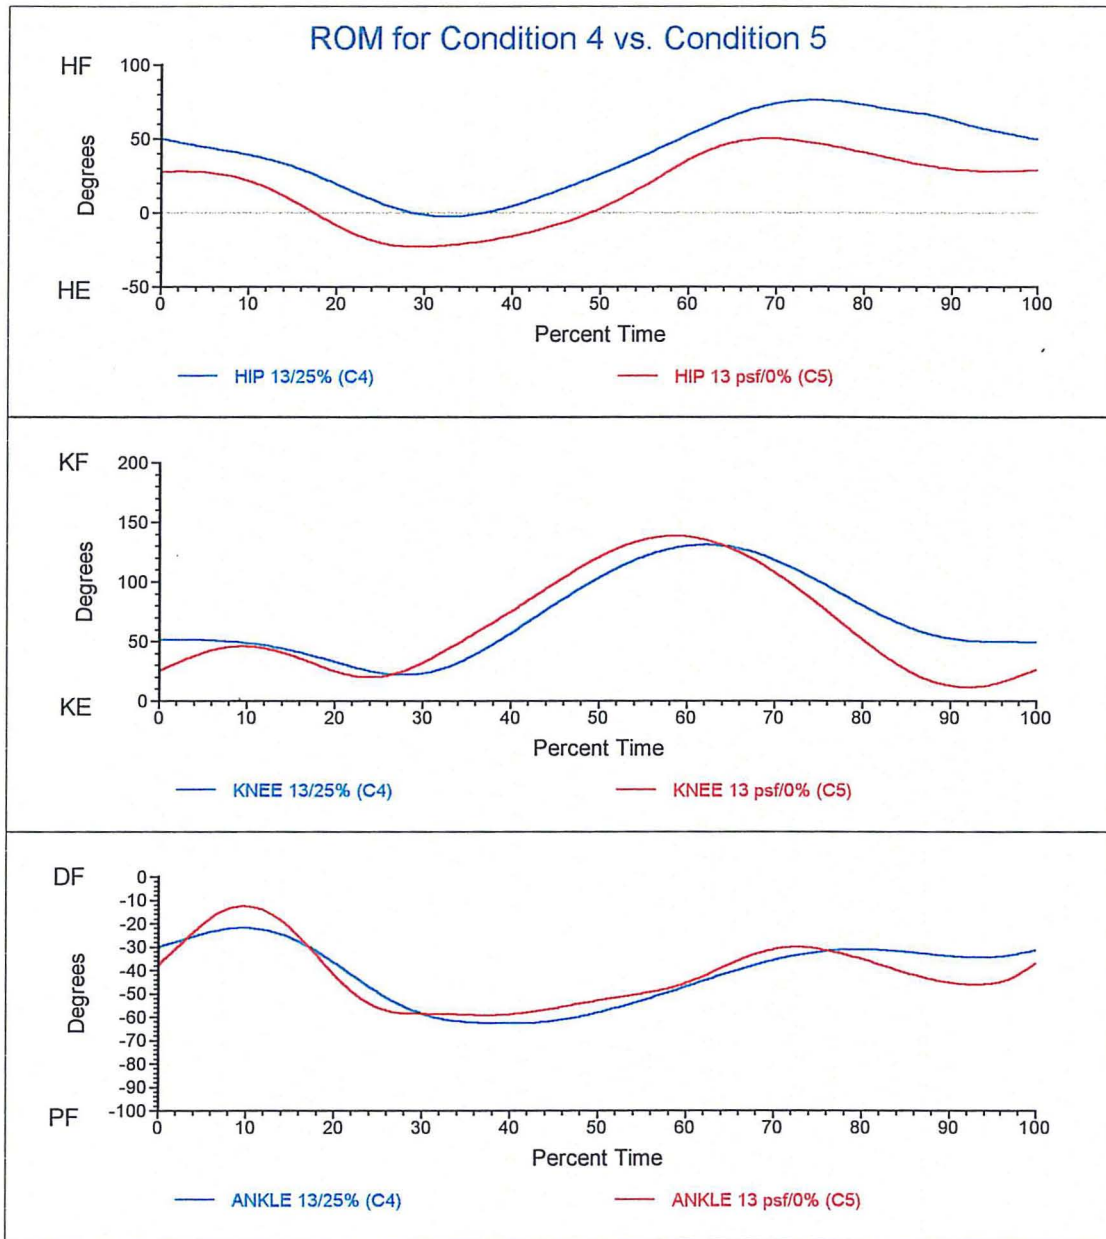 ROM for Condition 4 vs. Condition 5
HF
100
50
0
-50
HE
Degrees
0 10 20 30 40 50 60 70 80 90 100
Percent Time
HIP 13/25% (C4) HIP 13 psf/0% (C5)
KF
200
150
100
50
0
KE
Degrees
0 10 20 30 40 50 60 70 80 90 100
Percent Time
KNEE 13/25% (C4) KNEE 13 psf/0% (C5)
DF
0
-10
-20
-30
-40
-50
-60
-70
-80
-90
-100
PF
Degrees
0 10 20 30 40 50 60 70 80 90 100
Percent Time
ANKLE 13/25% (C4) ANKLE 13 psf/0% (C5)